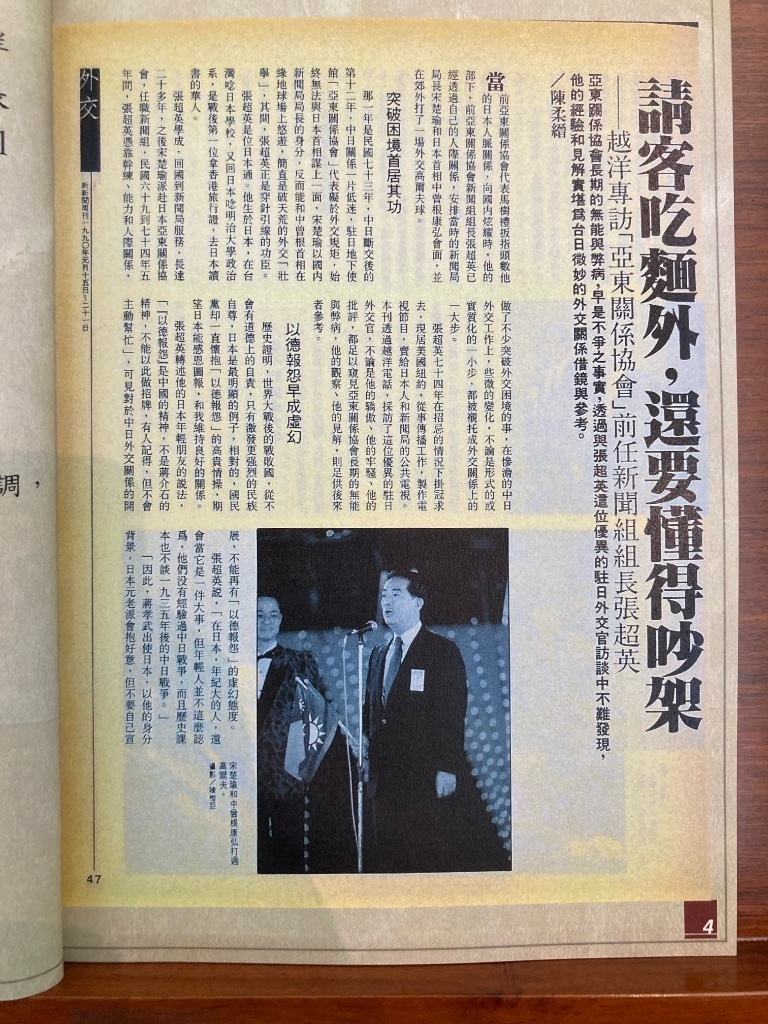 請客吃麵外，還要懂得吵架
——越洋專訪「亞東關係協會」前任新聞組組長張超英
亞東關係協會長期的無能與弊病，早是不爭之事實，透過與張超英這位優異的駐日外交官訪談中不難發現，
他的經驗和見解實堪爲台日微妙的外交關係借鏡與參考。
／陳柔縉
當前亞東關係協會代表馬樹禮扳指頭數他
的日本人脈關係，向國內炫耀時，他的
部下，前亞東關係協會新聞組組長張超英已
經透過自己的人際關係，安排當時的新聞局
局長宋楚瑜和日本首相中曾根康弘會面，並
在郊外打了一場外交高爾夫球。
突破困境首居其功
那一年是民國七十三年，中日斷交後的
第十二年，中日關係一片低迷，駐日地下使
館「亞東關係協會」代表礙於外交規矩，始
終無法與日本首相謀上一面，宋楚瑜以國內
新聞局局長的身分，反而能和中曾根首相在
綠地球場上悠遊，簡直是破天荒的外交「壯
舉」，其間，張超英正是穿針引線的功臣。
張超英是位日本通。他生於日本，在台
灣唸日本學校，又回日本唸明治大學政治
系，是戰後第一位拿香港旅行證，去日本讀
書的華人。
張超英學成，回國到新聞局服務，長達
二十多年，之後宋楚瑜派赴日本亞東關係協
會，任職新聞組，民國六十九到七十四年五
年間，張超英憑靠幹練、能力和人際關係，
做了不少突破外交困境的事，在慘澹的中日
外交工作上，些微的變化，不論是形式的或
實質化的一小步，都被襯托成外交關係上的
一大步。
張超英七十四年在招忌的情況下掛冠求
去，現居美國紐約，從事傳播工作，製作電
視節目，賣給日本人和新聞局的公共電視。
本刊透過越洋電話，採訪了這位優異的駐日
外交官，不論是他的驕傲、他的牢騷、他的
批評，都足以窺見亞東關係協會長期的無能
與弊病，他的觀察、他的見解，則足供後來
者參考。
以德報怨早成虛幻
歷史證明，世界大戰後的戰敗國，從不
會有道德上的自責，只有激發更强烈的民族
自尊，日本是最明顯的例子，相對的，國民
黨却一直懷抱「以德報怨」的高貴情操，期
望日本能感恩圖報，和我維持良好的關係。
張超英轉述他的日本年輕朋友的說法，
「『以德報怨』是中國的精神，不是蔣介石的
精神，不能以此做招牌，有人記得，但不會
主動幫忙」，可見對於中日外交關係的開
展，不能再有「以德報怨」的虛幻態度。
張超英說，「在日本，年紀大的人，還
會當它是一件大事，但年輕人並不這麼認
爲，他們沒有經驗過中日戰爭，而且歷史課
本也不談一九三五年後的中日戰爭。」
「因此，蔣孝武出使日本，以他的身分
背景，日本元老派會抱好意，但不要自己宣
宋楚瑜和中曾根康弘打過
高爾夫。
攝影／陳
外交
新新聞周刊一九九〇年元月十五日～二十一日
47
4
調，